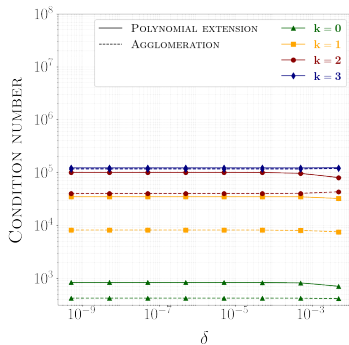 10^8
10^7
10^6
10^5
10^4
10^3
Condition number
Polynomial extension
Agglomeration
k = 0
k = 1
k = 2
k = 3
10^-9
10^-7
10^-5
10^-3
δ